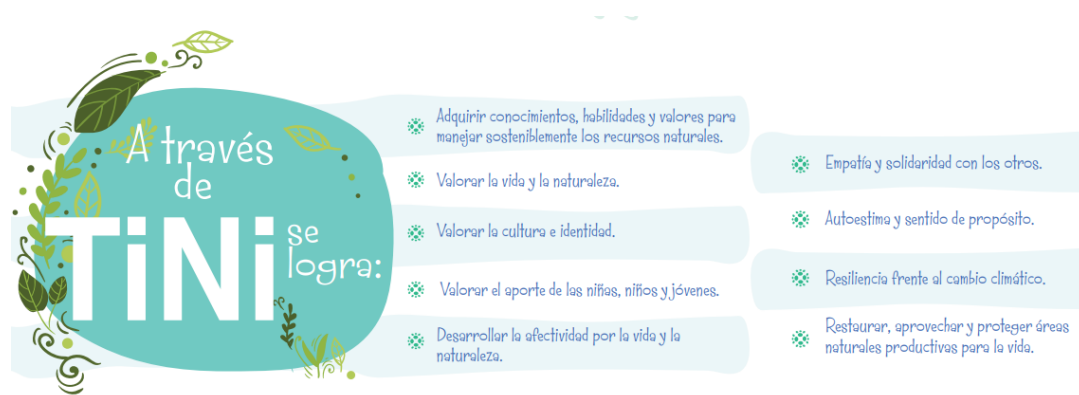 A través
de
TiNi se
logra:
Adquirir conocimientos, habilidades y valores para
manejar sosteniblemente los recursos naturales.
Valorar la vida y la naturaleza.
Valorar la cultura e identidad.
Valorar el aporte de las niñas, niños y jóvenes.
Desarrollar la afectividad por la vida y la
naturaleza.
Empatía y solidaridad con los otros.
Autoestima y sentido de propósito.
Resiliencia frente al cambio climático.
Restaurar, aprovechar y proteger áreas
naturales productivas para la vida.